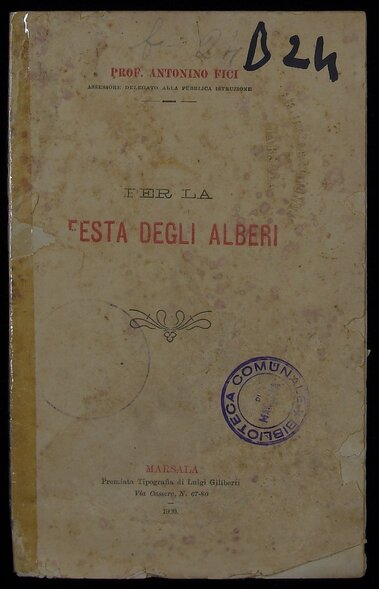 B 24
PROF. ANTONINO FICI
ASSESSORE DELEGATO ALLA PUBBLICA ISTRUZIONE
PER LA
FESTA DEGLI ALBERI
BIBLIOTECA COMUNALE
DI
MARSALA
Premiata Tipografia di Luigi Giliberti
Via Cassero, N. 67-80